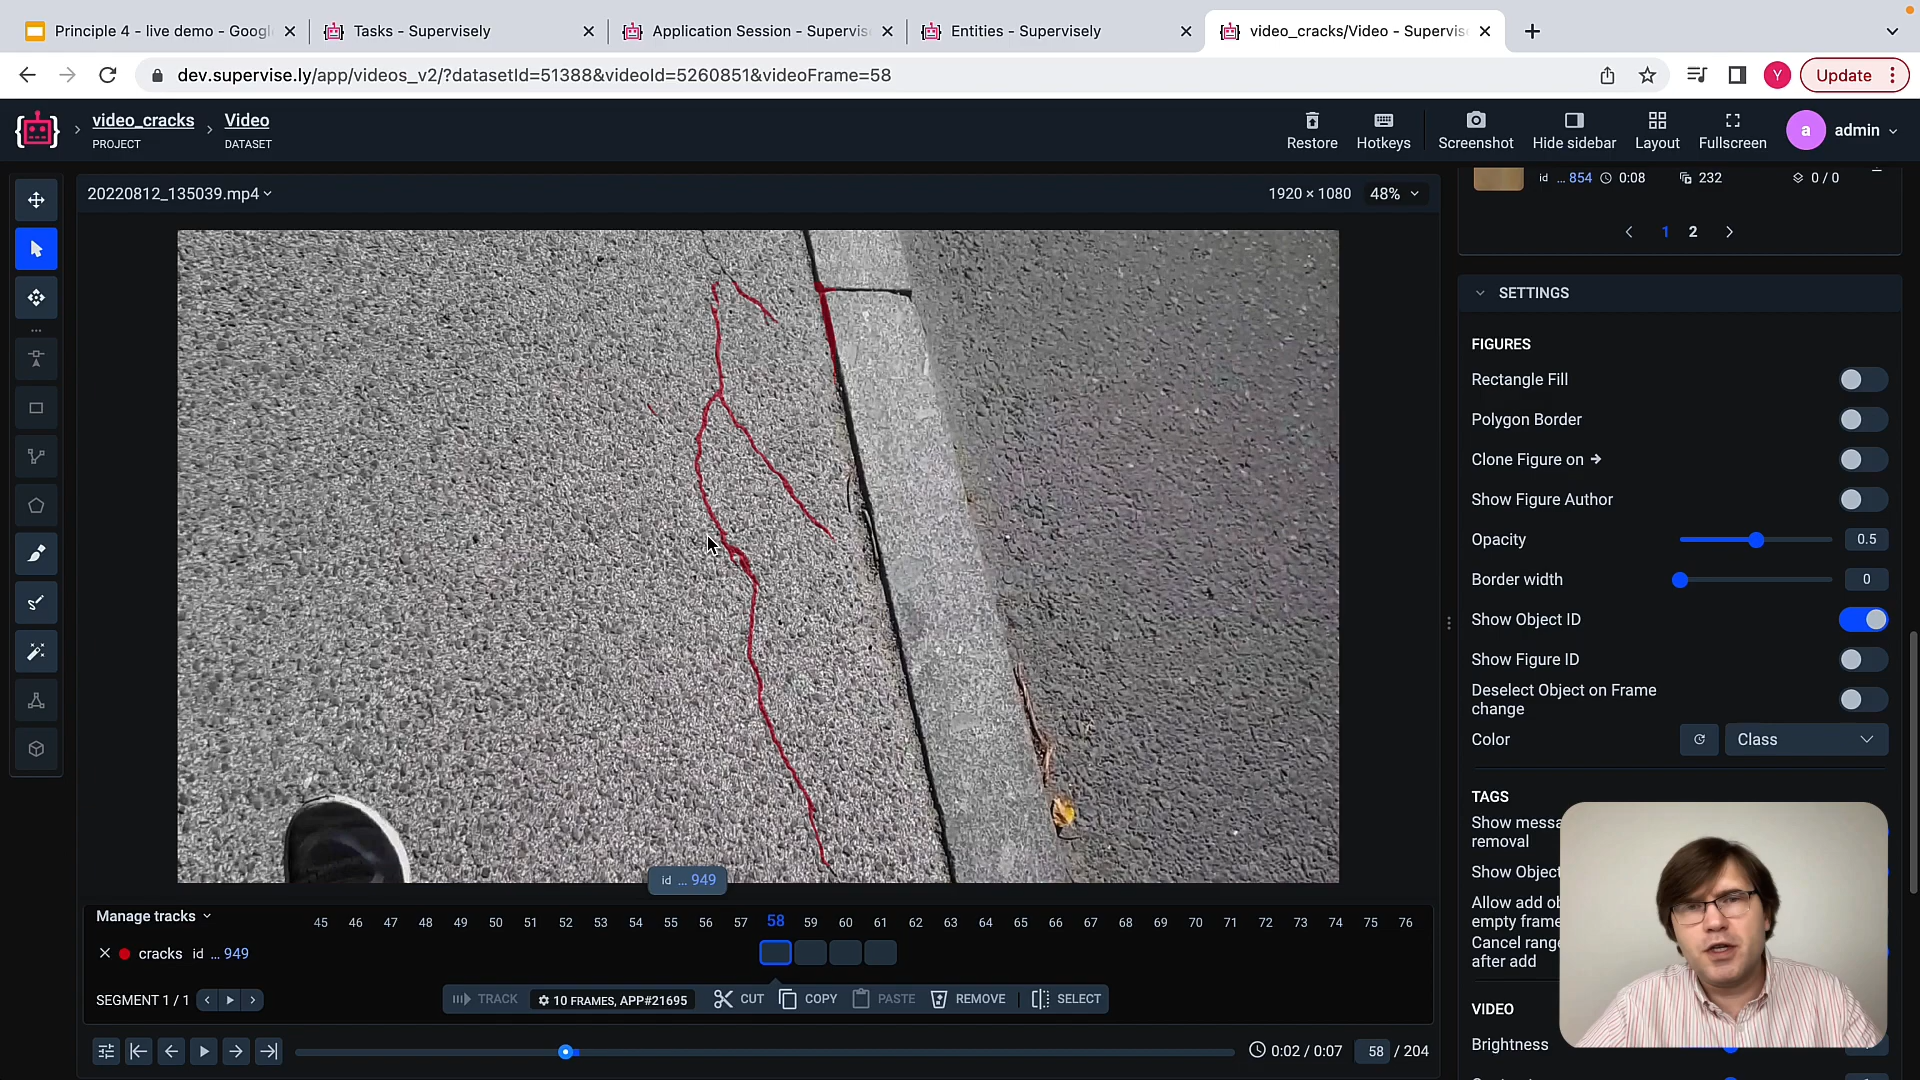 Principle 4 - live demo - Googl
Tasks - Supervisely
Application Session - Supervis
Entities - Supervisely
video_cracks/Video - Supervis
dev.supervise.ly/app/videos_v2/?datasetId=51388&videoId=5260851&videoFrame=58
Y
Update
video_cracks
PROJECT
Video
DATASET
Restore
Hotkeys
Screenshot
Hide sidebar
Layout
Fullscreen
a
admin
20220812_135039.mp4
1920 × 1080
48%
id ... 854
0:08
232
0 / 0
1 2
SETTINGS
FIGURES
Rectangle Fill
Polygon Border
Clone Figure on →
Show Figure Author
Opacity 0.5
Border width 0
Show Object ID
Show Figure ID
Deselect Object on Frame
change
Color Class
TAGS
Show messa
removal
Show Object
Allow add ob
empty frame
Cancel range
after add
VIDEO
Brightness
id ... 949
Manage tracks
45 46 47 48 49 50 51 52 53 54 55 56 57 58 59 60 61 62 63 64 65 66 67 68 69 70 71 72 73 74 75 76
cracks id ... 949
SEGMENT 1 / 1
TRACK
10 FRAMES, APP#21695
CUT
COPY
PASTE
REMOVE
SELECT
0:02 / 0:07
58 / 204